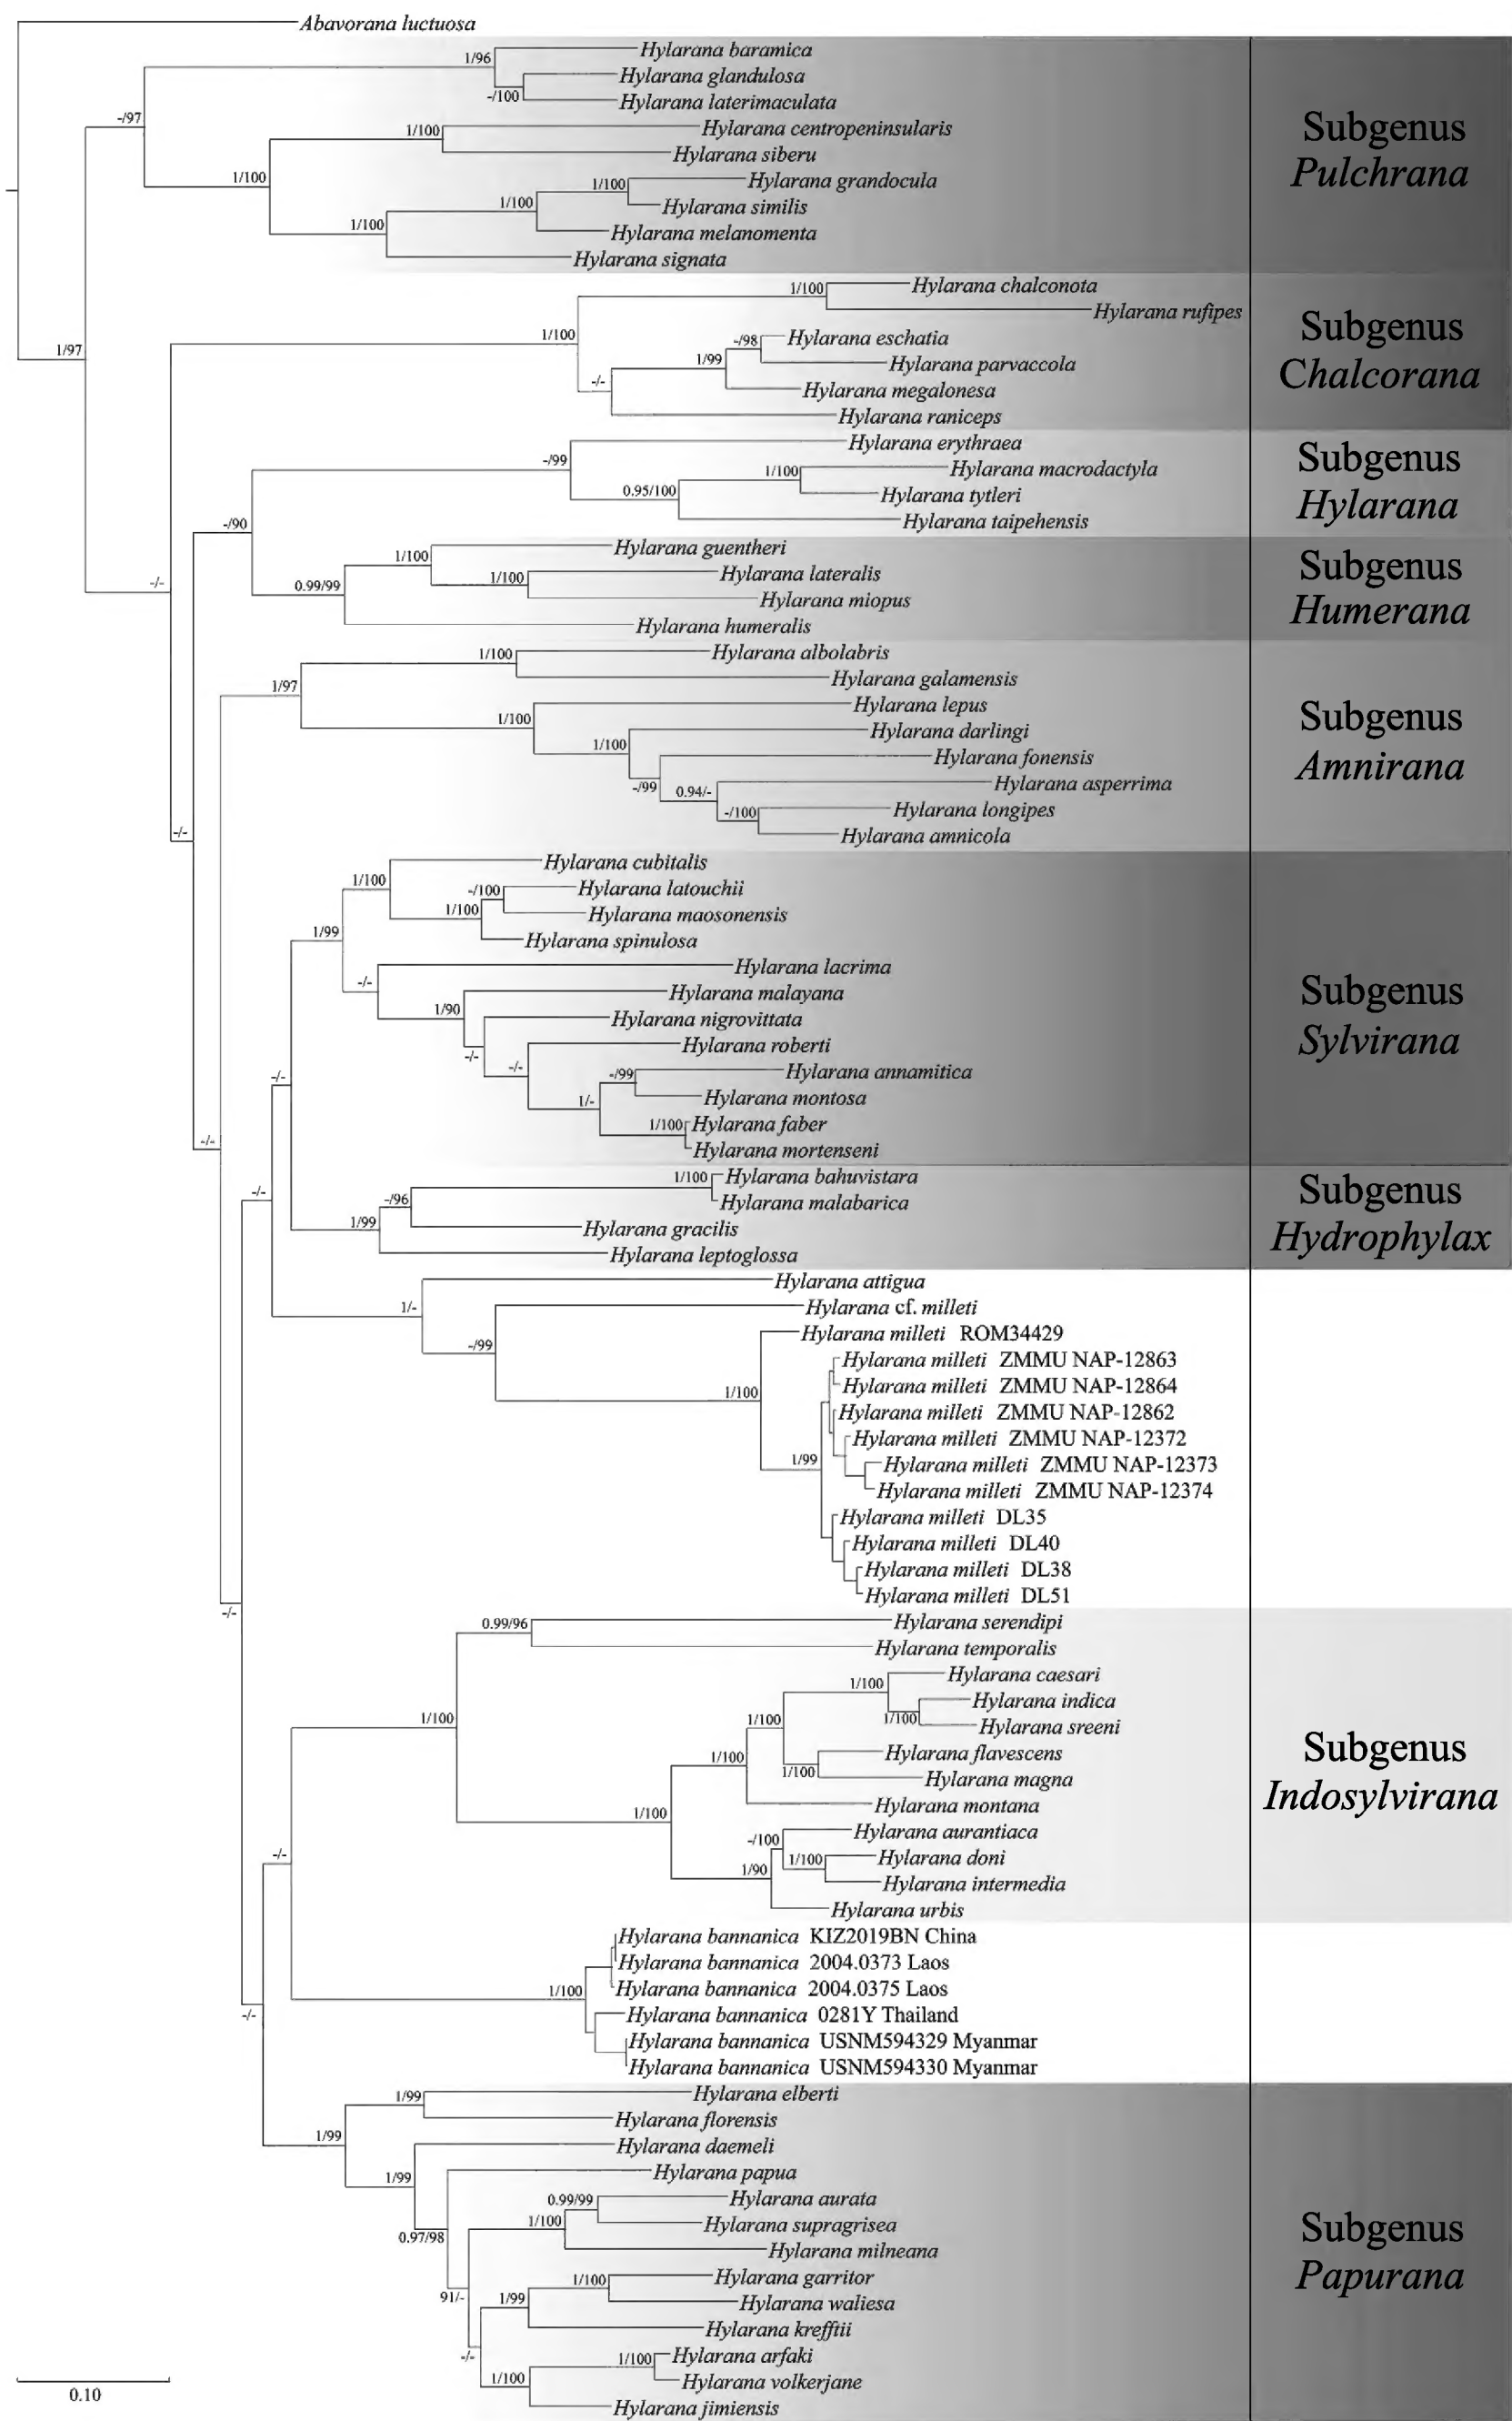 Abavorana luctuosa
Hylarana baramica
1/96
Hylarana glandulosa
-/100
Hylarana laterimaculata
-/97
Hylarana centropeninsularis
1/100
Hylarana siberu
1/100
Hylarana grandocula
1/100
Hylarana similis
1/100
Hylarana melanomenta
1/100
Hylarana signata
Subgenus
Pulchrana
1/97
Hylarana chalconota
1/100
Hylarana rufipes
1/100
Hylarana eschatia
-/98
Hylarana parvaccola
1/99
Hylarana megalonesa
-/-
Hylarana raniceps
Subgenus
Chalcorana
Hylarana erythraea
-/99
Hylarana macrodactyla
1/100
Hylarana tytleri
0.95/100
Hylarana taipehensis
Subgenus
Hylarana
-/90
Hylarana guentheri
1/100
Hylarana lateralis
1/100
Hylarana miopus
0.99/99
Hylarana humeralis
Subgenus
Humerana
-/-
Hylarana albolabris
1/100
Hylarana galamensis
1/97
Hylarana lepus
1/100
Hylarana darlingi
1/100
Hylarana fonensis
-/99
Hylarana asperrima
0.94/-
Hylarana longipes
-/100
Hylarana amnicola
Subgenus
Amnirana
-/-
Hylarana cubitalis
1/100
Hylarana latouchii
-/100
Hylarana maosonensis
1/100
Hylarana spinulosa
1/99
Hylarana lacrima
-/-
Hylarana malayana
1/90
Hylarana nigrovittata
-/-
Hylarana roberti
-/-
Hylarana annamitica
-/99
Hylarana montosa
1/-
Hylarana faber
1/100
Hylarana mortenseni
Subgenus
Sylvirana
-/-
-/-
Hylarana bahuvistara
1/100
Hylarana malabarica
-/96
Hylarana gracilis
1/99
Hylarana leptoglossa
Subgenus
Hydrophylax
-/-
Hylarana attigua
1/-
Hylarana cf. milleti
-/99
Hylarana milleti ROM34429
1/100
Hylarana milleti ZMMU NAP-12863
Hylarana milleti ZMMU NAP-12864
Hylarana milleti ZMMU NAP-12862
Hylarana milleti ZMMU NAP-12372
1/99
Hylarana milleti ZMMU NAP-12373
Hylarana milleti ZMMU NAP-12374
Hylarana milleti DL35
Hylarana milleti DL40
Hylarana milleti DL38
Hylarana milleti DL51
-/-
Hylarana serendipi
0.99/96
Hylarana temporalis
1/100
Hylarana caesari
1/100
Hylarana indica
1/100
Hylarana sreeni
1/100
Hylarana flavescens
1/100
Hylarana magna
1/100
Hylarana montana
1/100
Hylarana aurantiaca
-/100
Hylarana doni
1/100
Hylarana intermedia
1/90
Hylarana urbis
Subgenus
Indosylvirana
-/-
Hylarana bannanica KIZ2019BN China
Hylarana bannanica 2004.0373 Laos
Hylarana bannanica 2004.0375 Laos
1/100
Hylarana bannanica 0281Y Thailand
Hylarana bannanica USNM594329 Myanmar
Hylarana bannanica USNM594330 Myanmar
-/-
Hylarana elberti
1/99
Hylarana florensis
1/99
Hylarana daemeli
1/99
Hylarana papua
0.97/98
Hylarana aurata
0.99/99
Hylarana supragrisea
1/100
Hylarana milneana
91/-
Hylarana garritor
1/100
Hylarana waliesa
1/99
Hylarana krefftii
-/-
Hylarana arfaki
1/100
Hylarana volkerjane
1/100
Hylarana jimiensis
Subgenus
Papurana
0.10